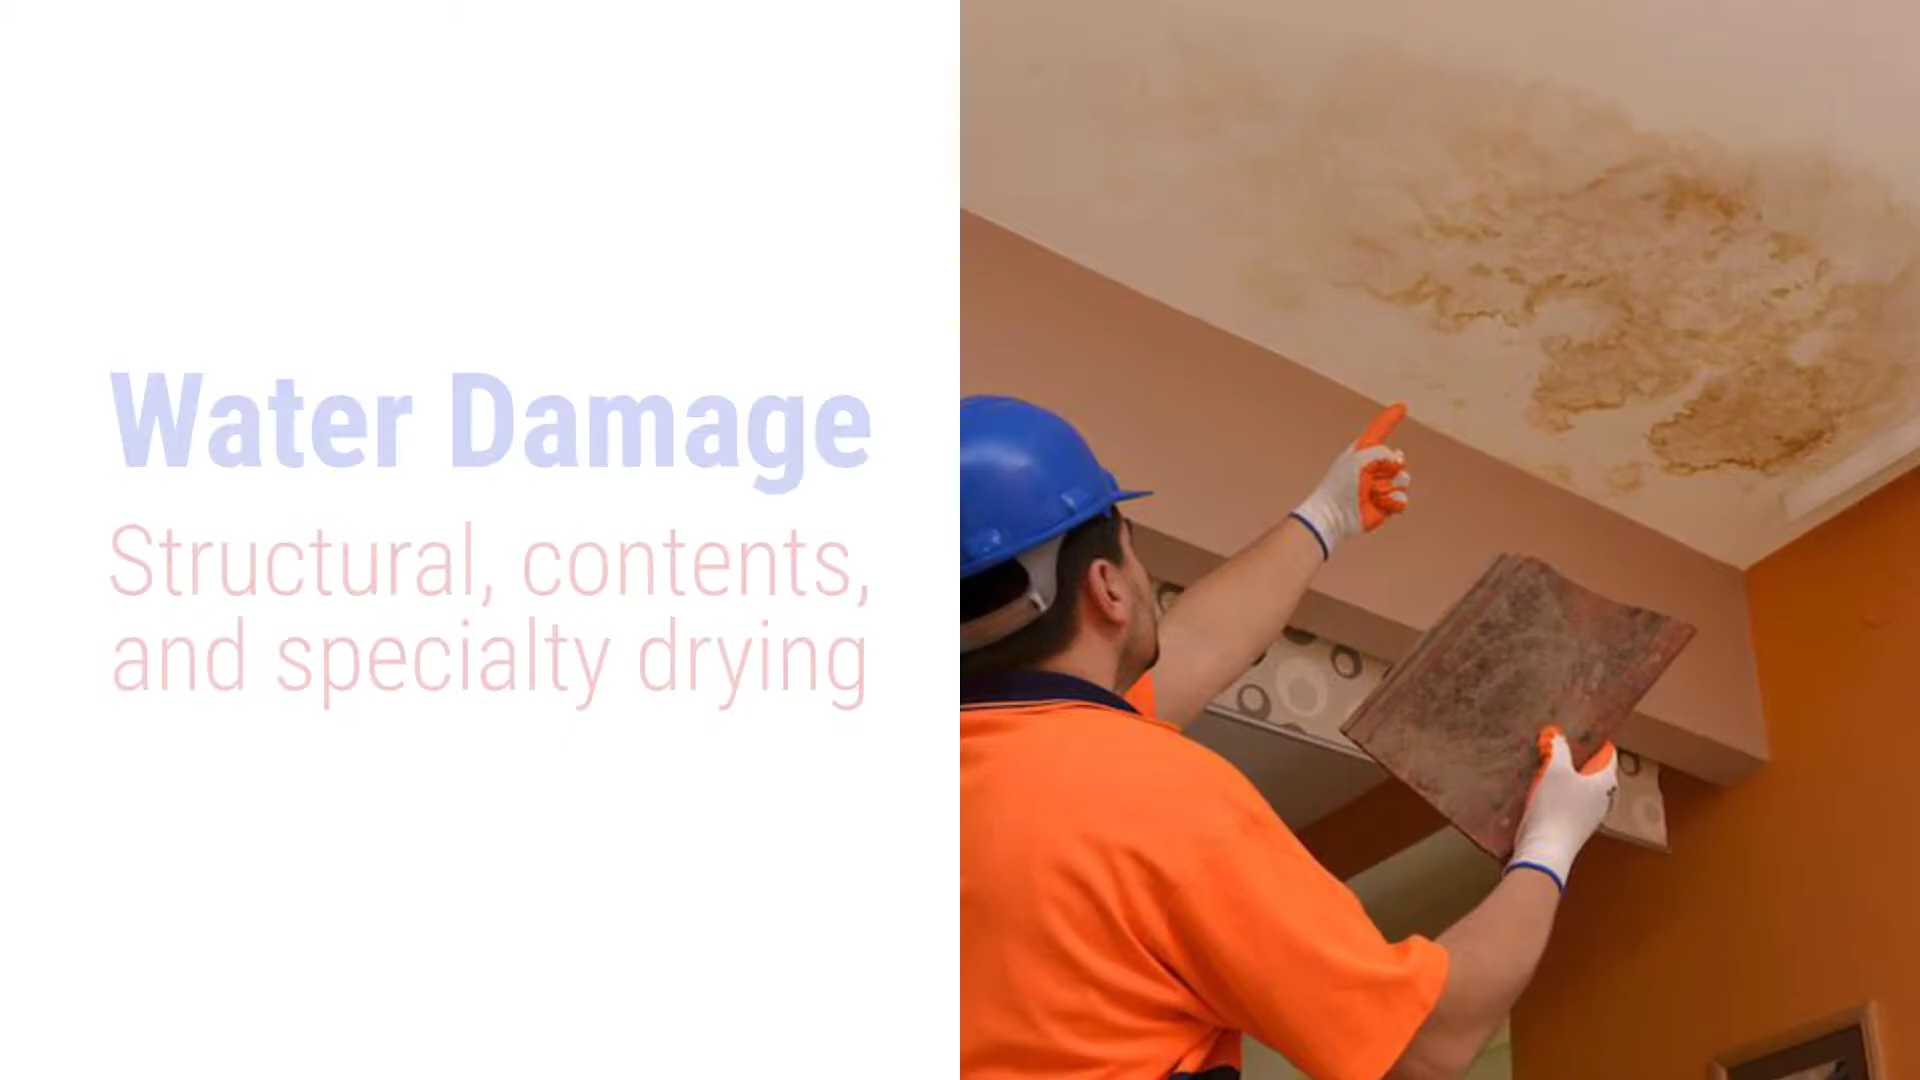 Water Damage
Structural, contents,
and specialty drying